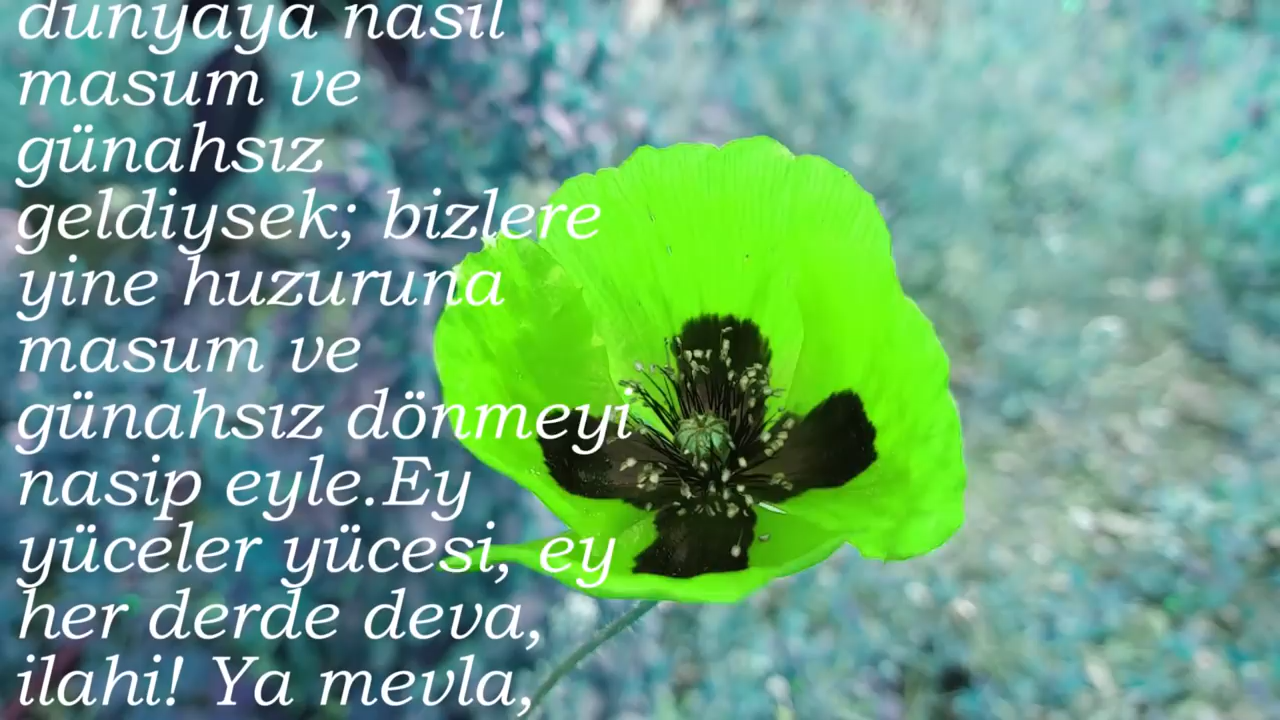 dünyaya nasıl
masum ve
günahsız
geldiysek; bizlere
yine huzuruna
masum ve
günahsız dönmeyi
nasip eyle.Ey
yüceler yücesi, ey
her derde deva,
ilahi! Ya mevla,